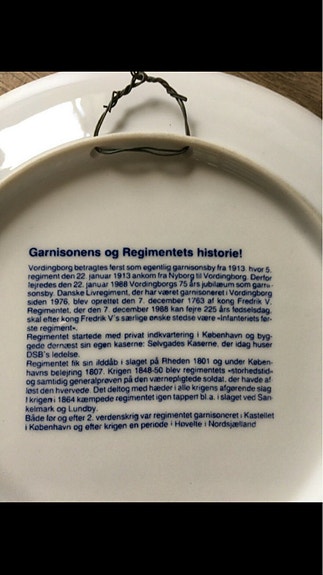 Garnisonens og Regimentets historie!
Vordingborg betragtes først som egentlig garnisonsby fra 1913, hvor 5.
regiment den 22. januar 1913 ankom fra Nyborg til Vordingborg. Derfor
fejredes den 22. januar 1988 Vordingborgs 75 års jubilæum som garni-
sonsby. Danske Livregiment, der har været garnisoneret i Vordingborg
siden 1976, blev oprettet den 7. december 1763 af kong Fredrik V.
Regimentet, der den 7. december 1988 kan fejre 225 års fødselsdag,
skal efter kong Fredrik V's særlige ønske stedse være «Infanteriets før-
ste regiment».
Regimentet startede med privat indkvartering i København og byg-
gede dernæst sin egen kaserne: Sølvgades Kaserne, der idag huser
DSB's ledelse.
Regimentet fik sin ilddåb i slaget på Rheden 1801 og under Køben-
havns belejring 1807. Krigen 1848-50 blev regimentets «storhedstid»
og samtidig generalprøven på den værnepligtige soldat, der havde af-
løst den hvervede. Det deltog med hæder i alle krigens afgørende slag
I krigen i 1864 kæmpede regimentet igen tappert bl.a. i slaget ved San-
kelmark og Lundby.
Både før og efter 2. verdenskrig var regimentet garnisoneret i Kastellet
i København og efter krigen en periode i Høvelte i Nordsjælland